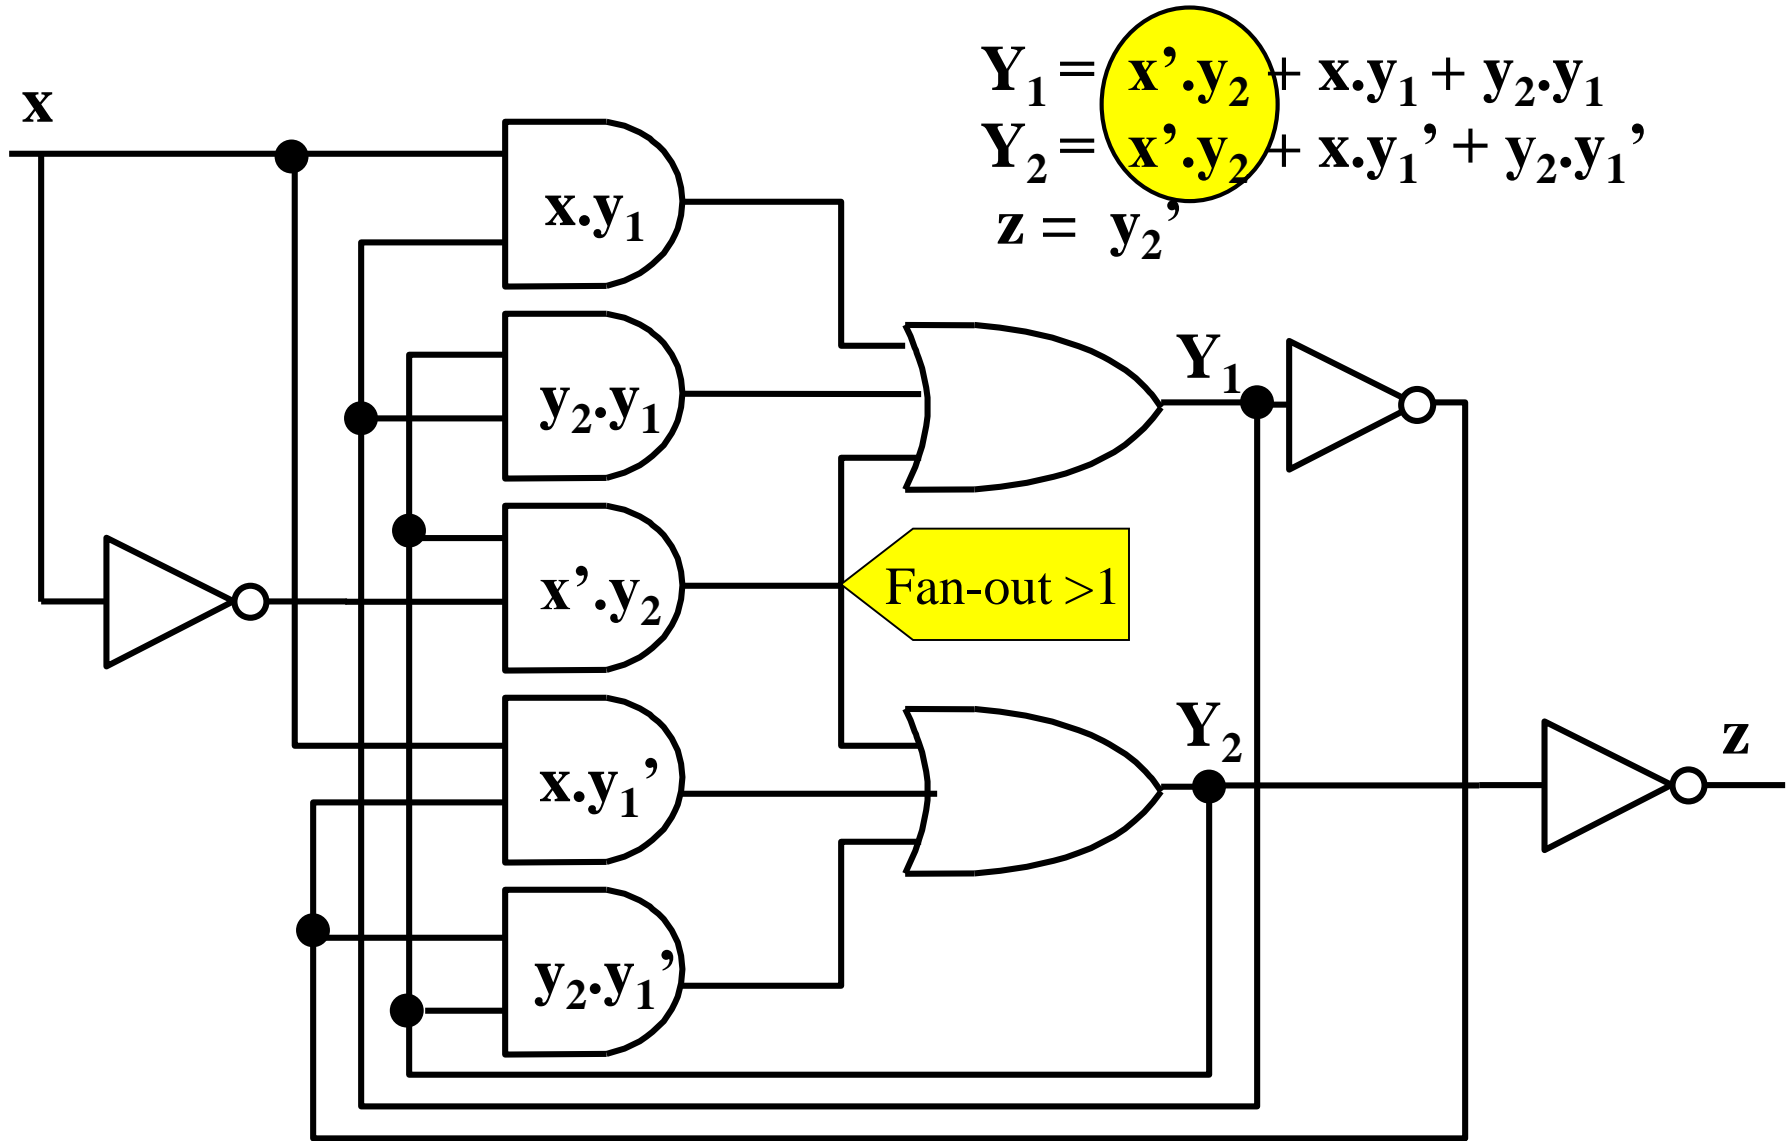 Y₁ = x’.y₂ + x.y₁ + y₂.y₁
Y₂ = x’.y₂ + x.y₁’ + y₂.y₁’
z = y₂’
x
x.y₁
y₂.y₁
Y₁
x’.y₂
Fan-out >1
x.y₁’
Y₂
z
y₂.y₁’